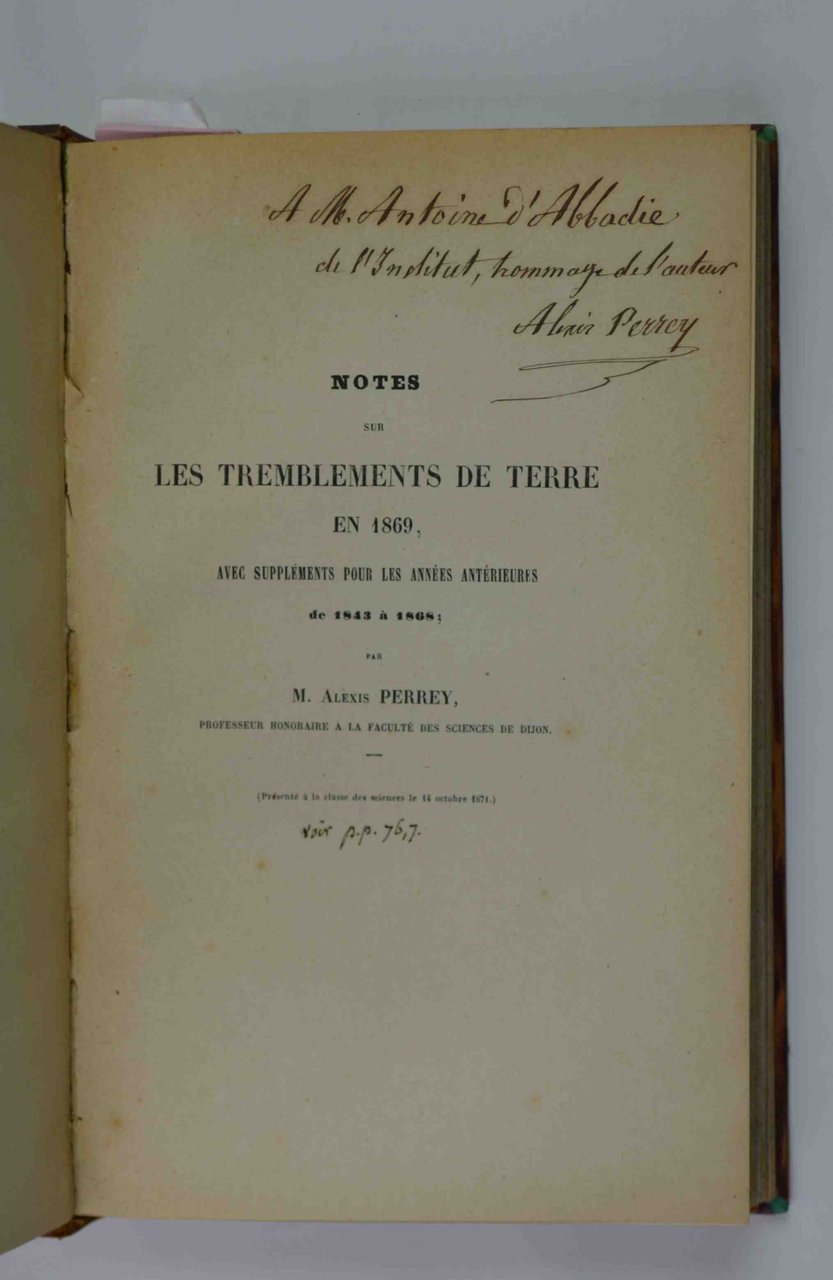 A M. Antoine d'Abbadie
de l'Institut, hommage de l'auteur
Alexis Perrey
NOTES
SUR
LES TREMBLEMENTS DE TERRE
EN 1869,
AVEC SUPPLÉMENTS POUR LES ANNÉES ANTÉRIEURES
de 1843 à 1868;
PAR
M. ALEXIS PERREY,
PROFESSEUR HONORAIRE A LA FACULTÉ DES SCIENCES DE DIJON.
(Présenté à la classe des sciences le 14 octobre 1871.)
voir p.p. 76,7.